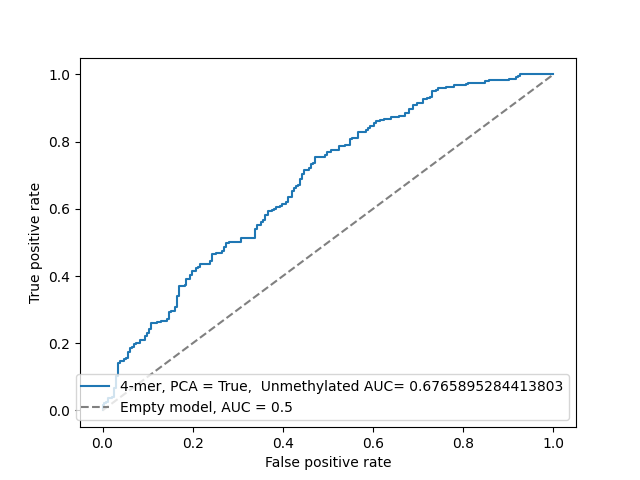 1.0
0.8
0.6
0.4
0.2
0.0
True positive rate
4-mer, PCA = True,  Unmethylated AUC= 0.6765895284413803
Empty model, AUC = 0.5
0.0 0.2 0.4 0.6 0.8 1.0
False positive rate